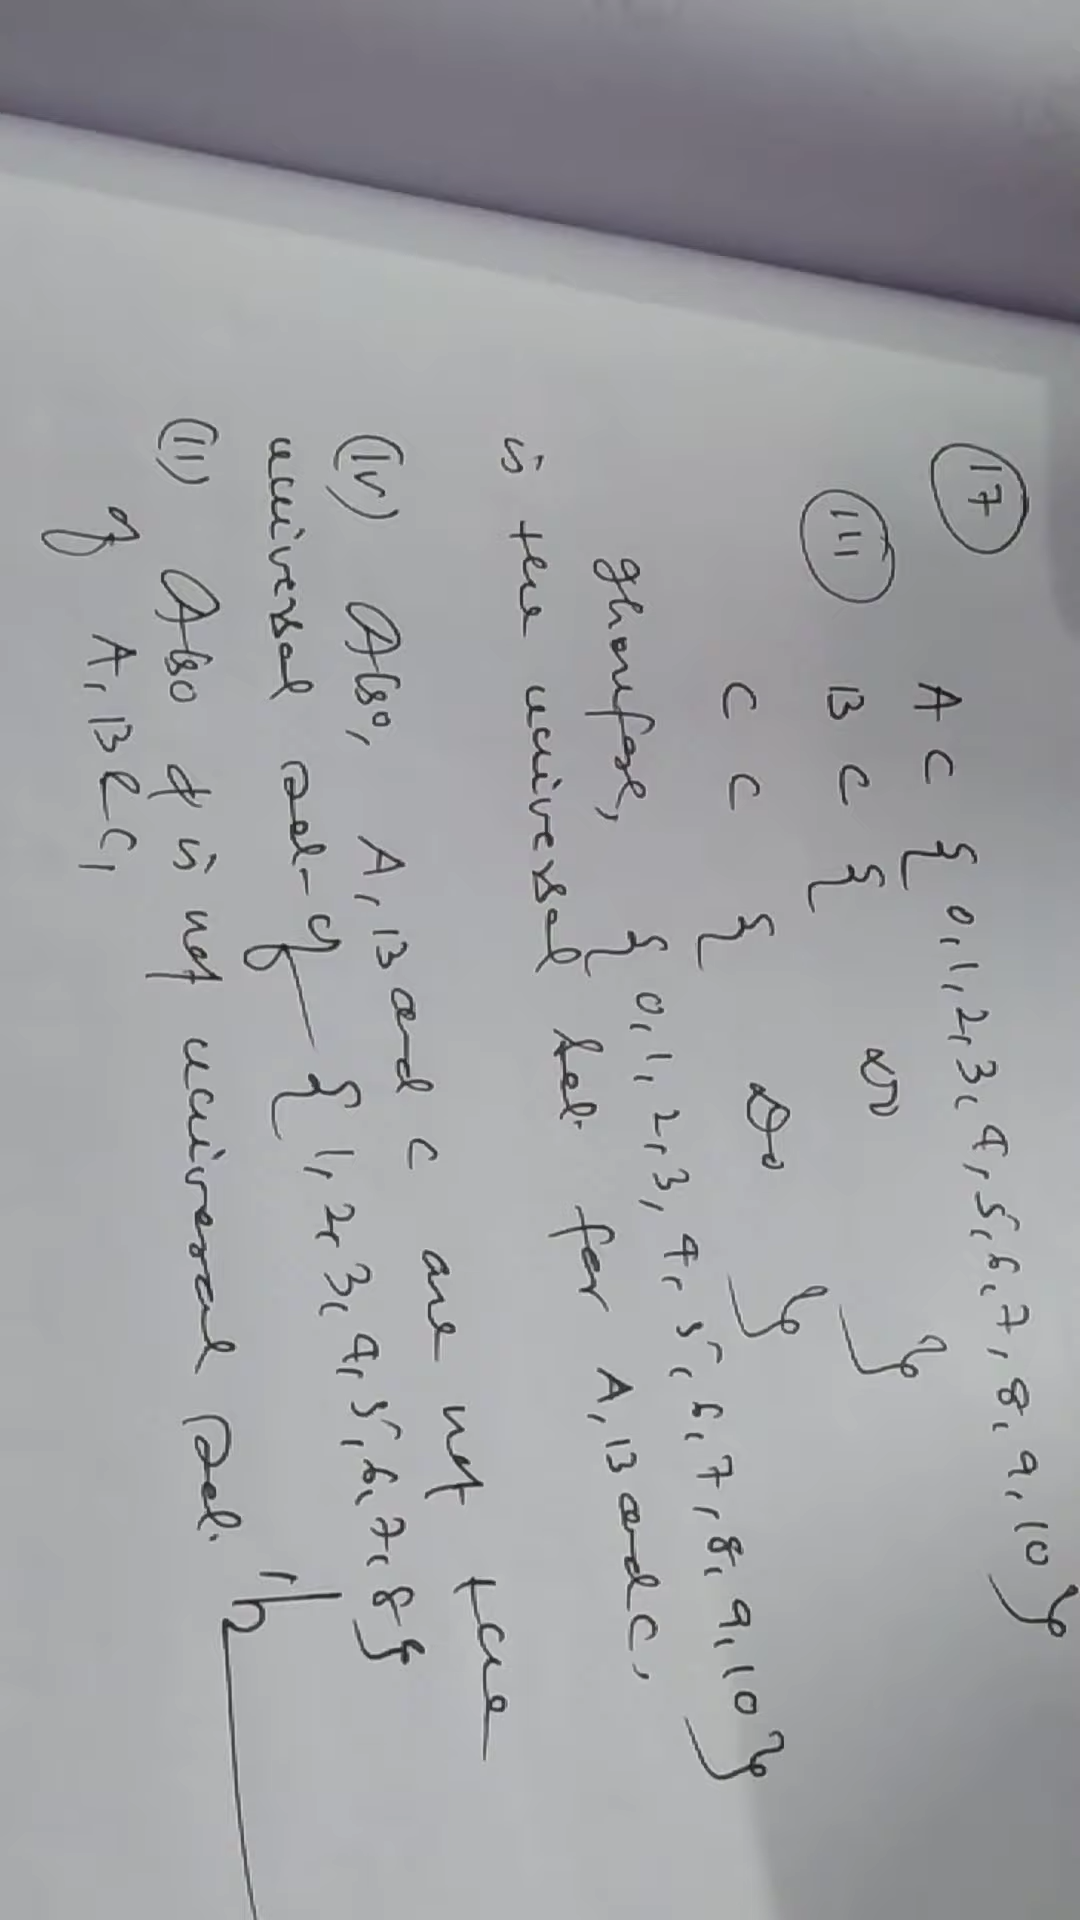 17 A ⊂ {0,1,2,3,4,5,6,7,8,9,10}
iii B ⊂ { }
C ⊂ { }
therefore, {0,1,2,3,4,5,6,7,8,9,10}
is the universal set for A, B and C,
(iv) Also, A, B and C are not the
universal set of {1,2,3,4,5,6,7,8}
(ii) Also ϕ is not universal set.
of A, B & C,